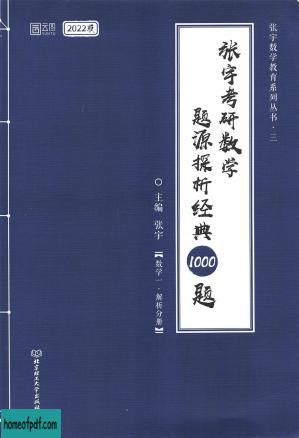 云图
YUNTU
2022版
张宇数学教育系列丛书·三
张宇考研数学
题源探析经典1000题
主编 张宇
【数学一·解析分册】
北京理工大学出版社
homeofpdf.com